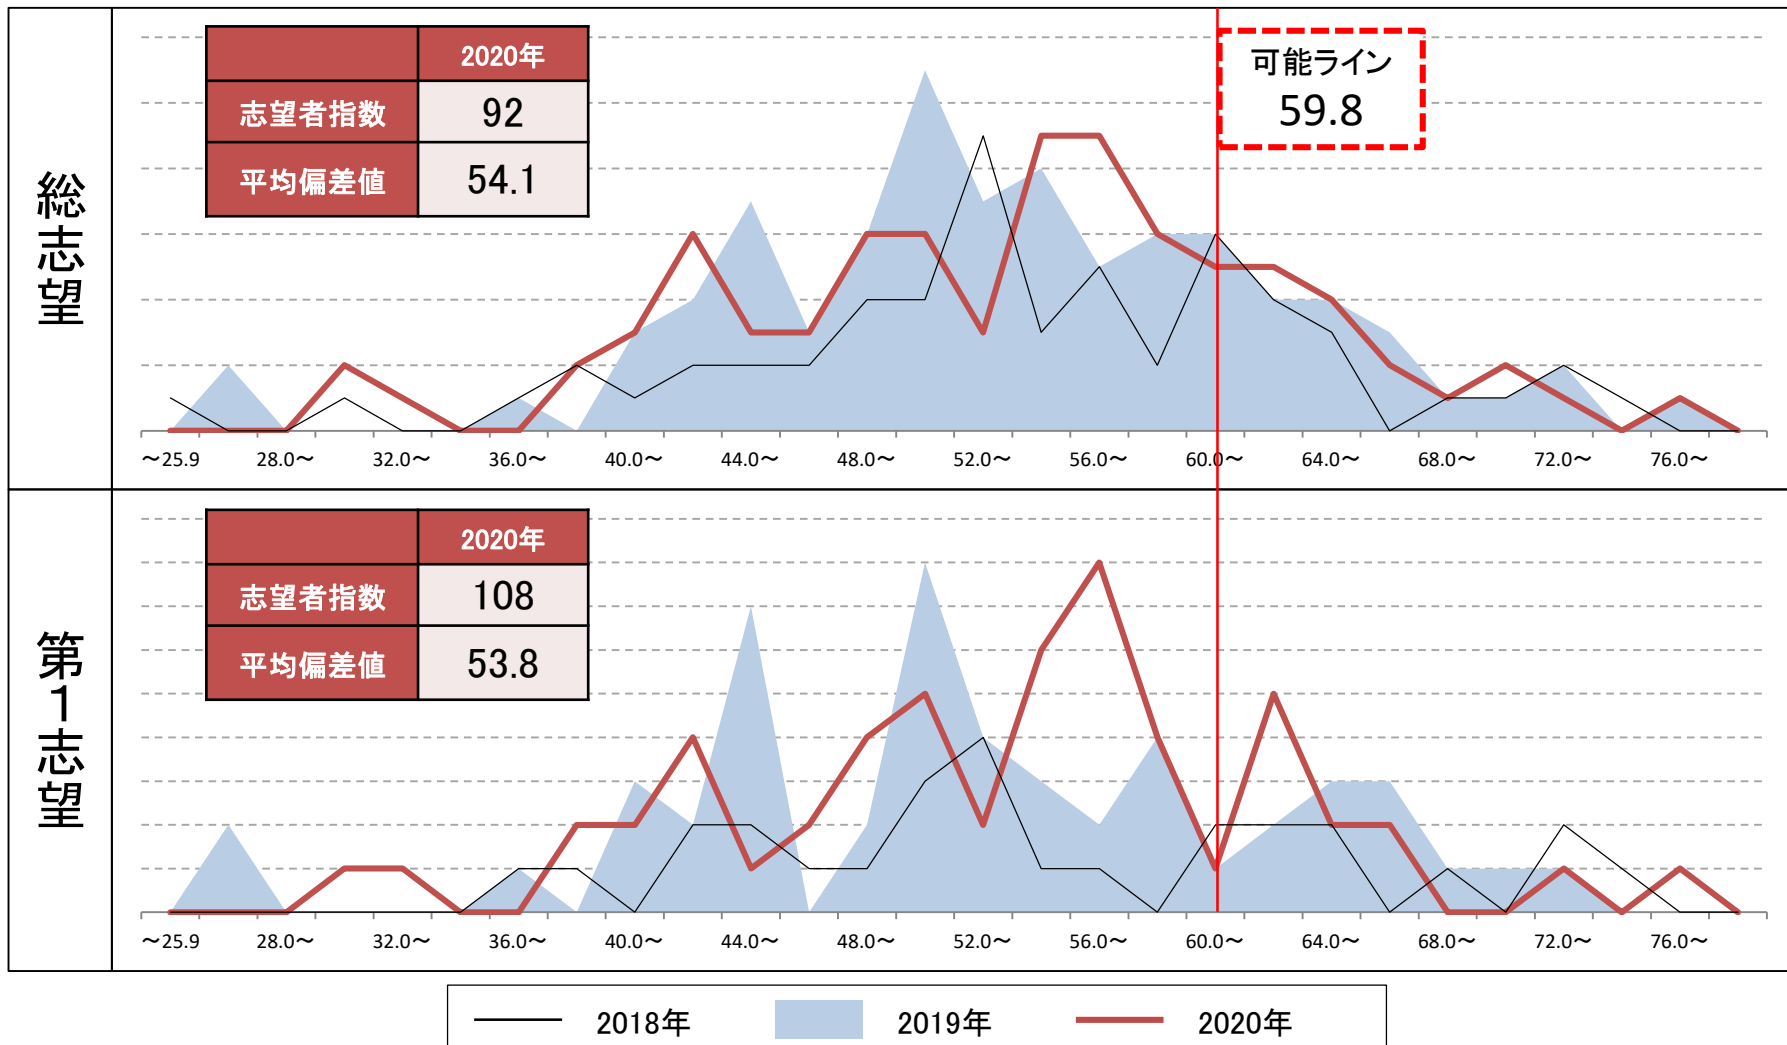 総志望
2020年
志望者指数 92
平均偏差値 54.1
可能ライン
59.8
～25.9 28.0～ 32.0～ 36.0～ 40.0～ 44.0～ 48.0～ 52.0～ 56.0～ 60.0～ 64.0～ 68.0～ 72.0～ 76.0～
第1志望
2020年
志望者指数 108
平均偏差値 53.8
～25.9 28.0～ 32.0～ 36.0～ 40.0～ 44.0～ 48.0～ 52.0～ 56.0～ 60.0～ 64.0～ 68.0～ 72.0～ 76.0～
2018年 2019年 2020年